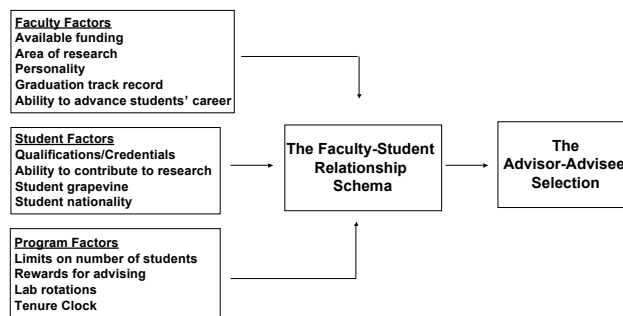 Faculty Factors
Available funding
Area of research
Personality
Graduation track record
Ability to advance students' career
Student Factors
Qualifications/Credentials
Ability to contribute to research
Student grapevine
Student nationality
Program Factors
Limits on number of students
Rewards for advising
Lab rotations
Tenure Clock
The Faculty-Student
Relationship
Schema
The
Advisor-Advisee
Selection